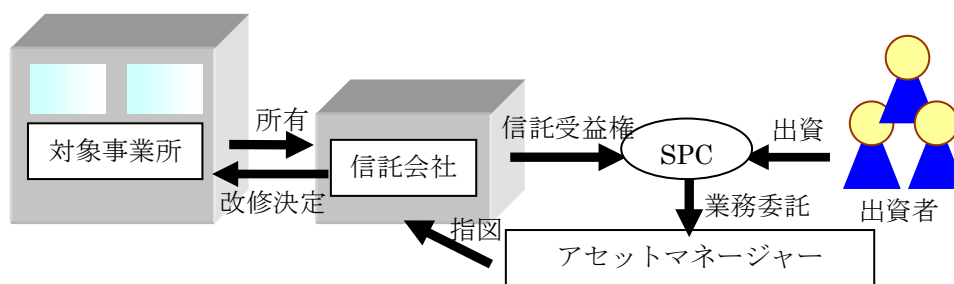 対象事業所
所有
改修決定
信託会社
信託受益権
SPC
出資
出資者
業務委託
指図
アセットマネージャー